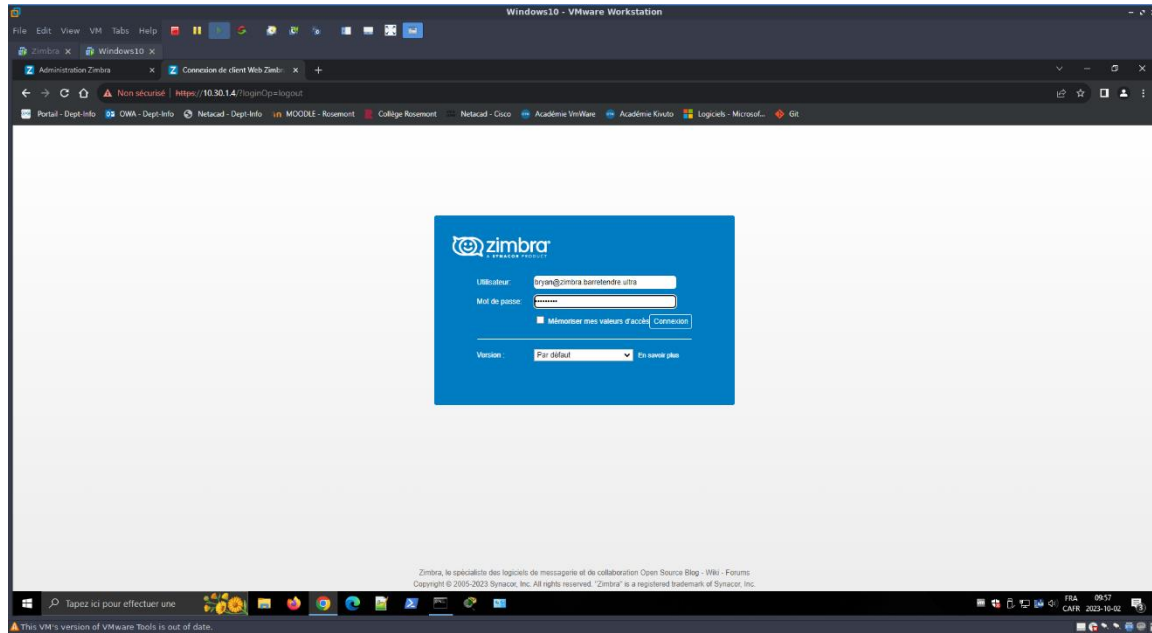 Windows10 - VMware Workstation
File Edit View VM Tabs Help
Zimbra x Windows10 x
Administration Zimbra x Connexion de client Web Zimb x +
Non sécurisé https://10.30.1.4/?loginOp=logout
Portail - Dept-Info OWA - Dept-Info Netacad - Dept-Info MOODLE - Rosemont Collège Rosemont Netacad - Cisco Académie VmWare Académie Kivuto Logiciels - Microsof... Git
zimbra
A SYNACOR PRODUCT
Utilisateur: bryan@zimbra.barretendre.ultra
Mot de passe:
Mémoriser mes valeurs d'accès Connexion
Version : Par défaut En savoir plus
Zimbra, le spécialiste des logiciels de messagerie et de collaboration Open Source Blog - Wiki - Forums
Copyright © 2005-2023 Synacor, Inc. All rights reserved. "Zimbra" is a registered trademark of Synacor, Inc.
Tapez ici pour effectuer une
FRA 09:57
CAFR 2023-10-02
This VM's version of VMware Tools is out of date.